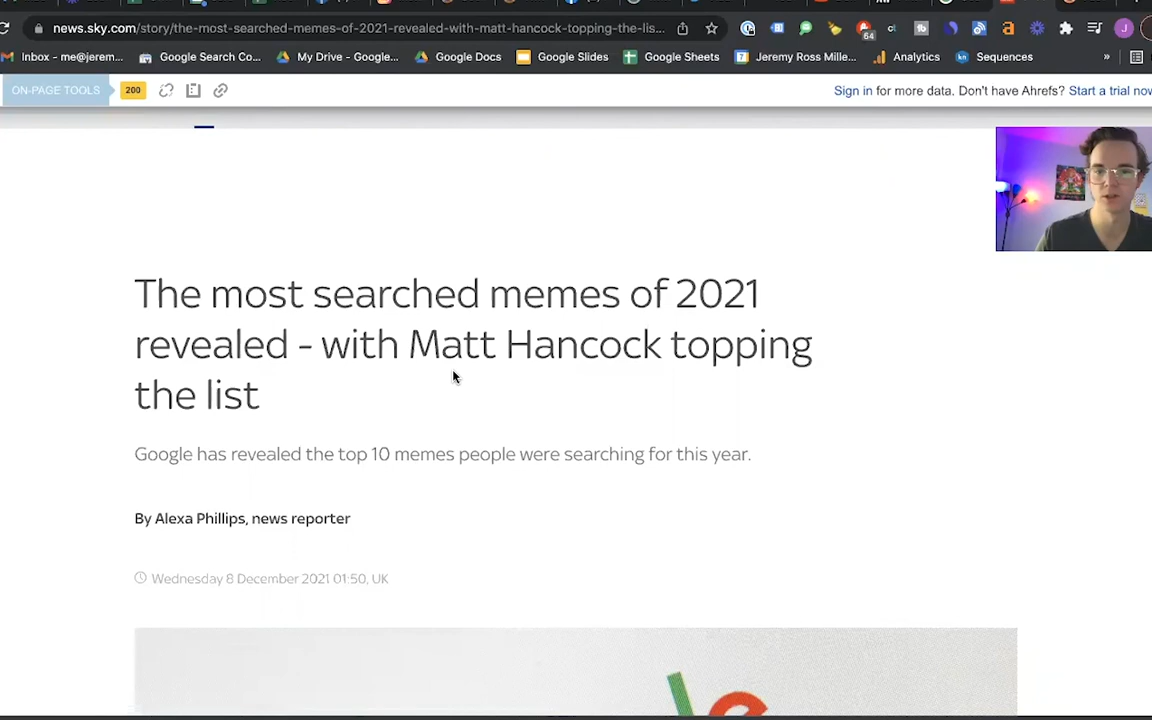 news.sky.com/story/the-most-searched-memes-of-2021-revealed-with-matt-hancock-topping-the-lis...
64
J
Inbox - me@jerem...
Google Search Co...
My Drive - Google...
Google Docs
Google Slides
Google Sheets
7
Jeremy Ross Mille...
Analytics
kn
Sequences
»
ON-PAGE TOOLS
200
Sign in for more data. Don't have Ahrefs? Start a trial now
The most searched memes of 2021
revealed - with Matt Hancock topping
the list
Google has revealed the top 10 memes people were searching for this year.
By Alexa Phillips, news reporter
Wednesday 8 December 2021 01:50, UK